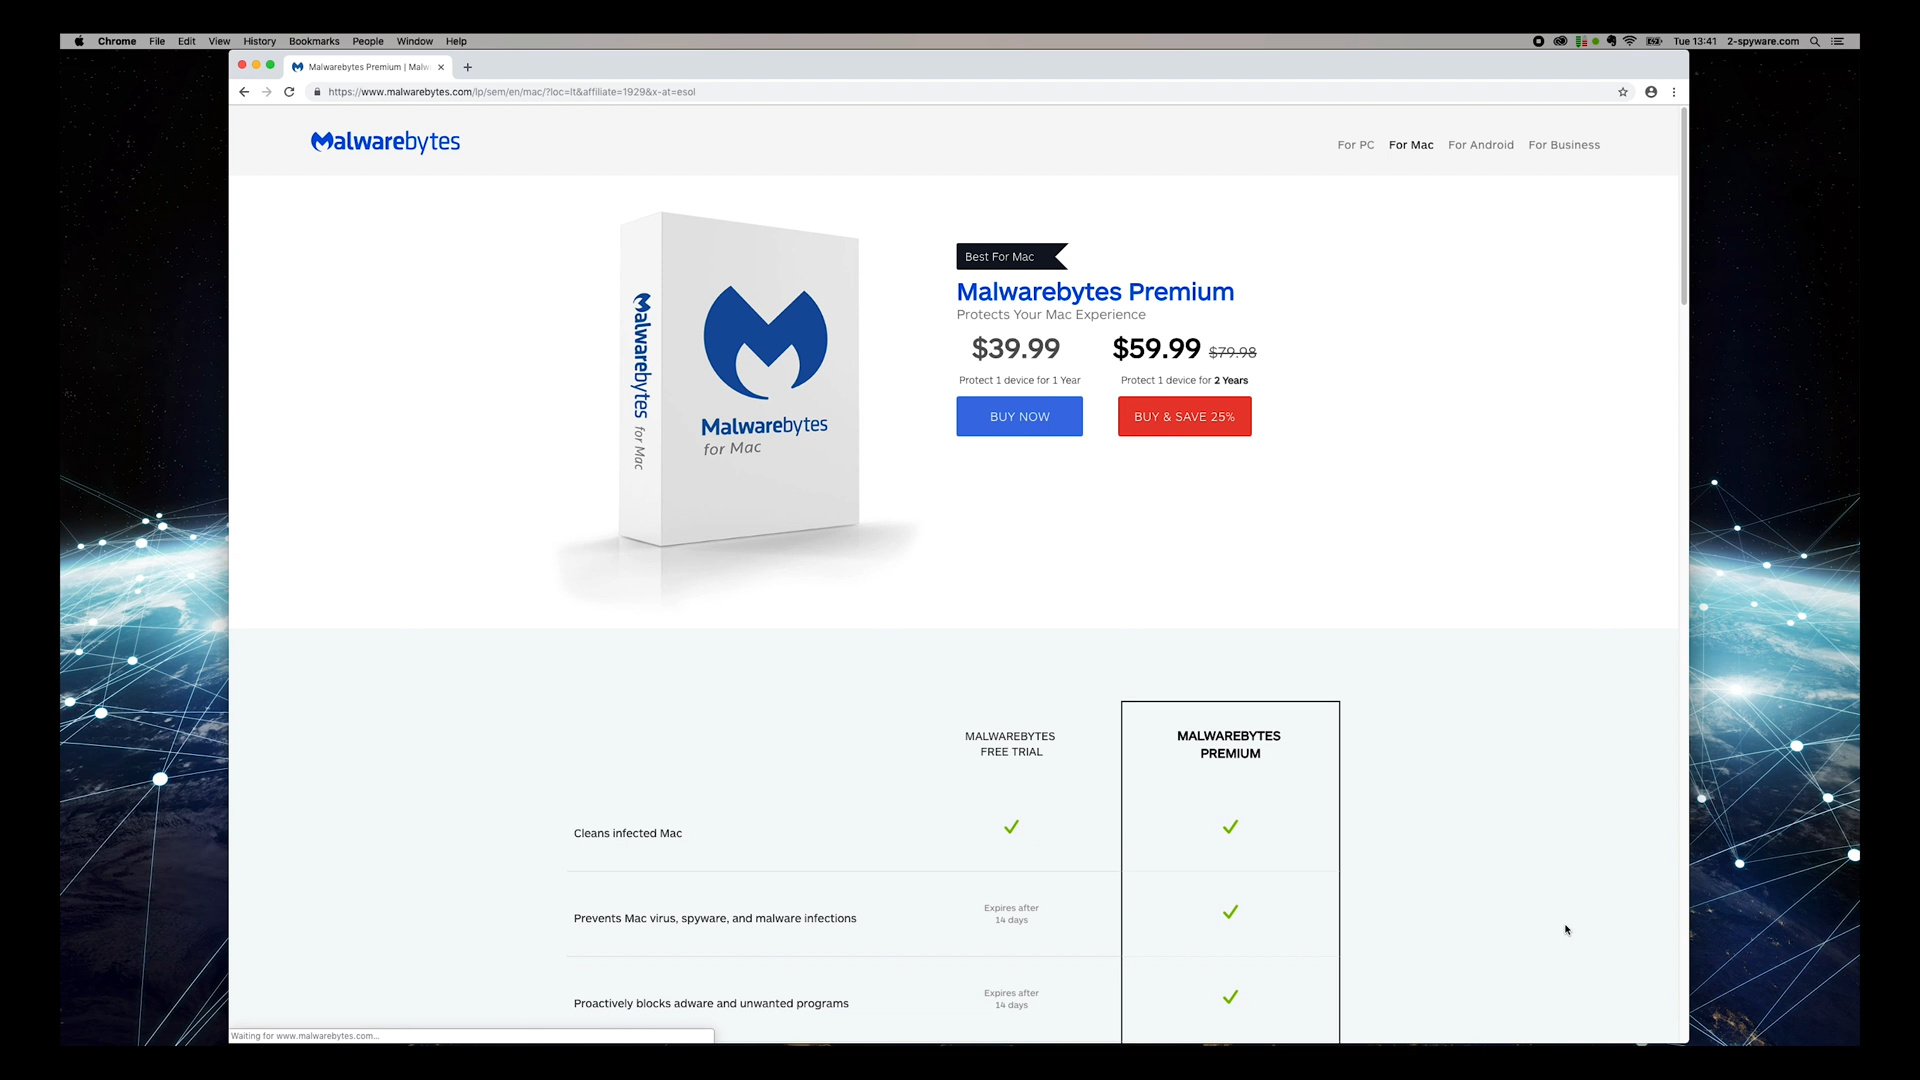 Chrome File Edit View History Bookmarks People Window Help
Tue 13:41 2-spyware.com
Malwarebytes Premium | Malw
https://www.malwarebytes.com/lp/sem/en/mac/?loc=lt&affiliate=1929&x-at=esol
Malwarebytes
For PC For Mac For Android For Business
Malwarebytes for Mac
Malwarebytes
for Mac
Best For Mac
Malwarebytes Premium
Protects Your Mac Experience
$39.99 $59.99 $79.98
Protect 1 device for 1 Year Protect 1 device for 2 Years
BUY NOW BUY & SAVE 25%
MALWAREBYTES
FREE TRIAL
MALWAREBYTES
PREMIUM
Cleans infected Mac
Prevents Mac virus, spyware, and malware infections
Expires after
14 days
Proactively blocks adware and unwanted programs
Expires after
14 days
Waiting for www.malwarebytes.com...